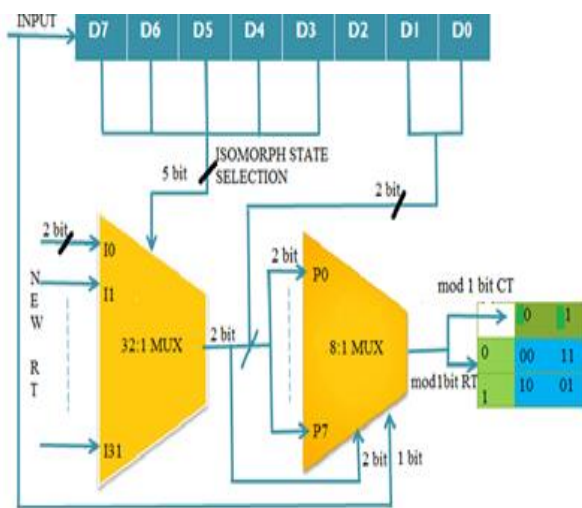 INPUT
D7 D6 D5 D4 D3 D2 D1 D0
5 bit
ISOMORPH STATE
SELECTION
2 bit
2 bit
I0
N E W R T
I1
I31
32:1 MUX
2 bit
2 bit
P0
8:1 MUX
P7
2 bit
1 bit
mod 1 bit CT
mod1bit RT
0 1
0 00 11
1 10 01